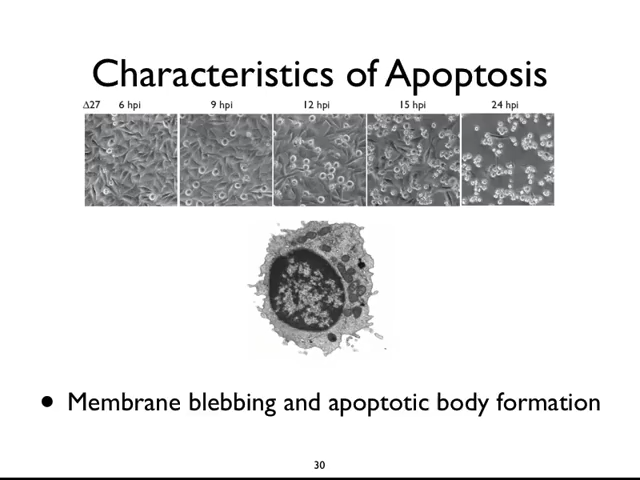 Characteristics of Apoptosis
Δ27 6 hpi 9 hpi 12 hpi 15 hpi 24 hpi
• Membrane blebbing and apoptotic body formation
30